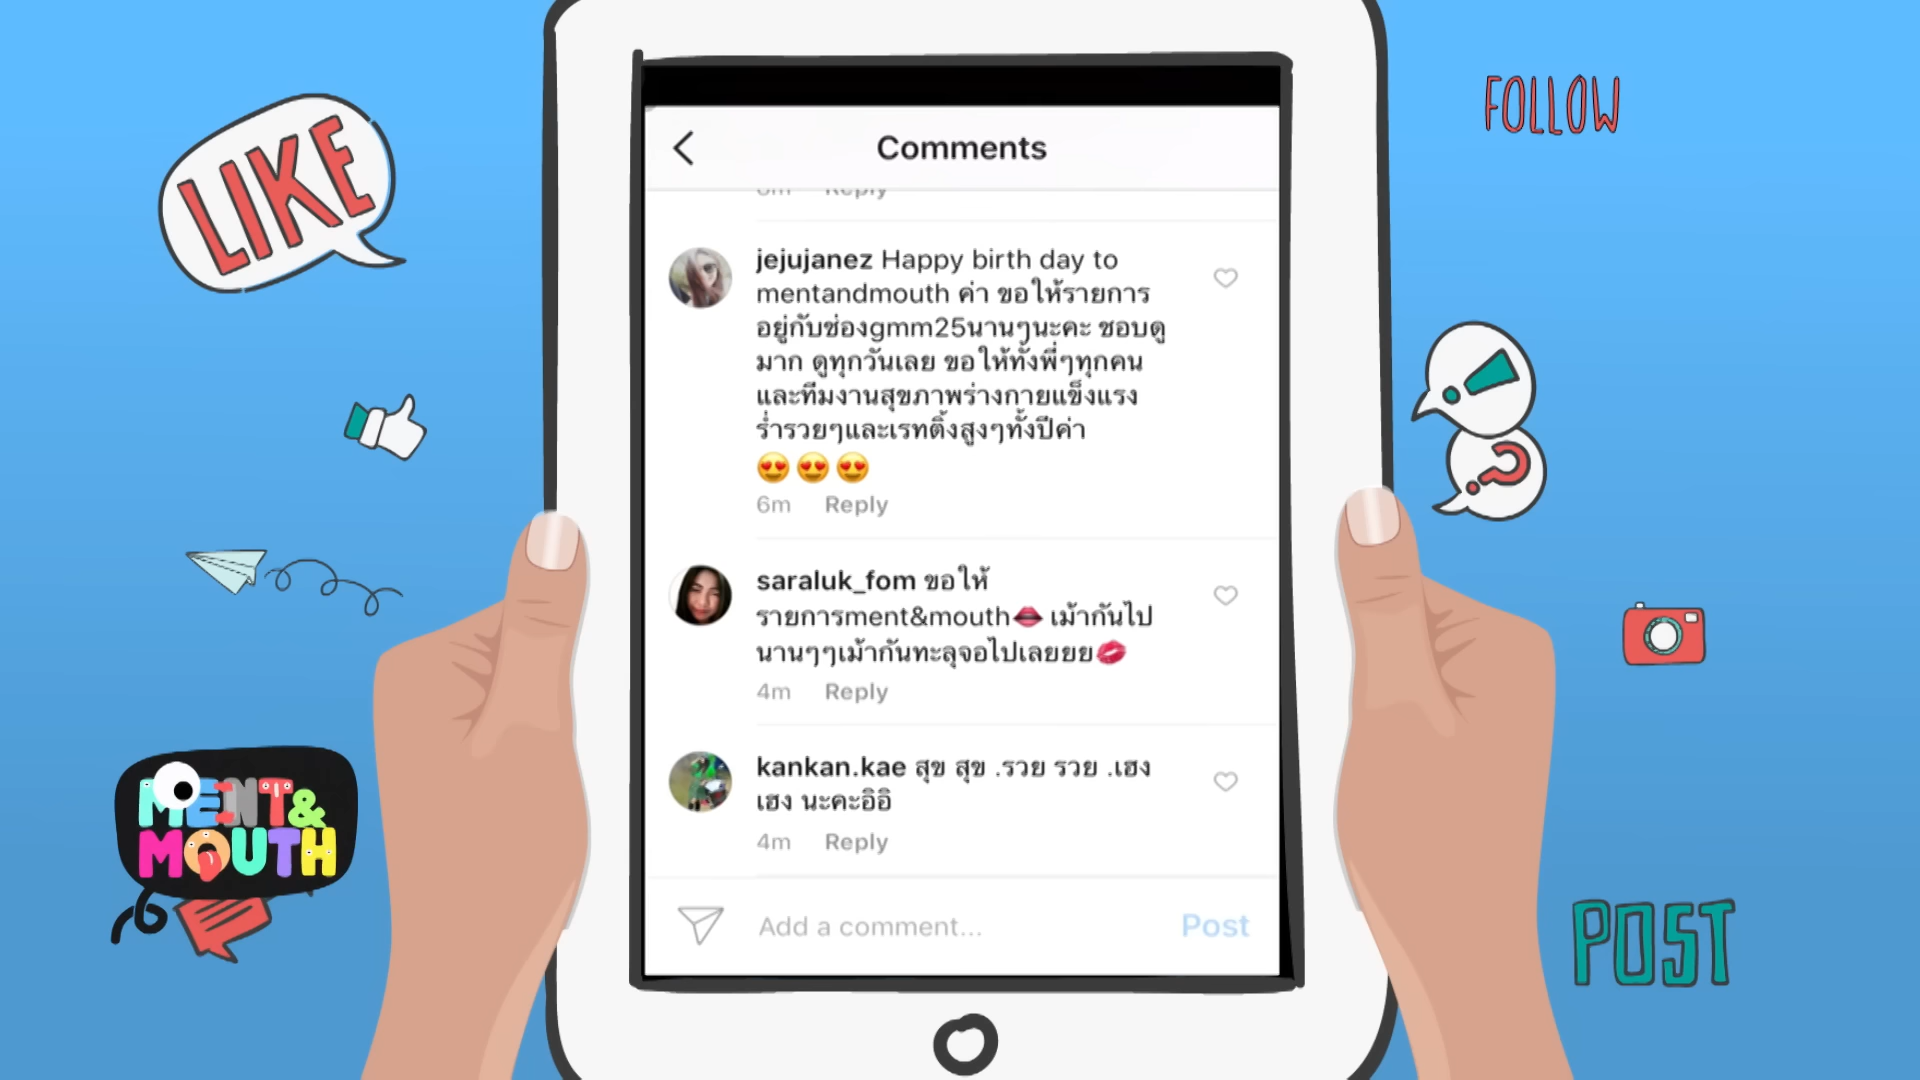 LIKE
FOLLOW
Comments
Reply
jejujanez Happy birth day to
mentandmouth ค่า ขอให้รายการ
อยู่กับช่องgmm25นานๆนะคะ ชอบดู
มาก ดูทุกวันเลย ขอให้ทั้งพี่ๆทุกคน
และทีมงานสุขภาพร่างกายแข็งแรง
ร่ำรวยๆและเรทติ้งสูงๆทั้งปีค่า
😍😍😍
6m Reply
saraluk_fom ขอให้
รายการment&mouth👄 เม้ากันไป
นานๆๆเม้ากันทะลุจอไปเลยยย💋
4m Reply
kankan.kae สุข สุข .รวย รวย .เฮง
เฮง นะคะอิอิ
4m Reply
Add a comment... Post
MENT&
MOUTH
POST